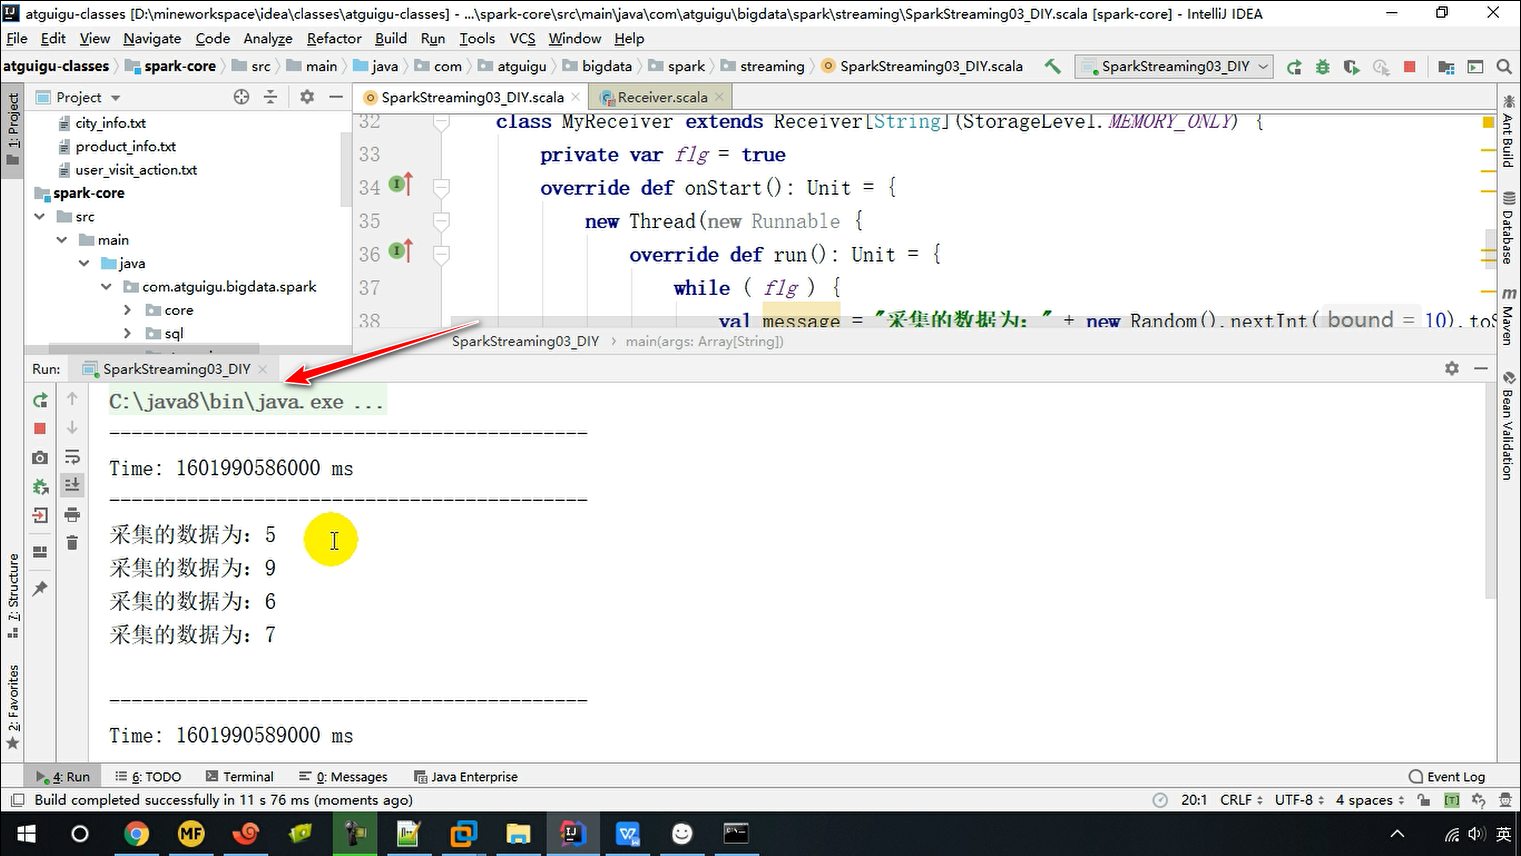 atguigu-classes [D:\mineworkspace\idea\classes\atguigu-classes] - ...\spark-core\src\main\java\com\atguigu\bigdata\spark\streaming\SparkStreaming03_DIY.scala [spark-core] - IntelliJ IDEA
File Edit View Navigate Code Analyze Refactor Build Run Tools VCS Window Help
atguigu-classes spark-core src main java com atguigu bigdata spark streaming SparkStreaming03_DIY.scala SparkStreaming03_DIY
1: Project
Project
SparkStreaming03_DIY.scala Receiver.scala
city_info.txt
product_info.txt
user_visit_action.txt
spark-core
src
main
java
com.atguigu.bigdata.spark
core
sql
32 class MyReceiver extends Receiver[String](StorageLevel.MEMORY_ONLY) {
33 private var flg = true
34 override def onStart(): Unit = {
35 new Thread(new Runnable {
36 override def run(): Unit = {
37 while ( flg ) {
38 val message = "采集的数据为：" + new Random().nextInt( bound = 10).toS
SparkStreaming03_DIY main(args: Array[String])
Ant Build
Database
Maven
Bean Validation
Run: SparkStreaming03_DIY
C:\java8\bin\java.exe ...
-------------------------------------------
Time: 1601990586000 ms
-------------------------------------------
采集的数据为：5
采集的数据为：9
采集的数据为：6
采集的数据为：7
-------------------------------------------
Time: 1601990589000 ms
7: Structure
2: Favorites
4: Run 6: TODO Terminal 0: Messages Java Enterprise Event Log
Build completed successfully in 11 s 76 ms (moments ago) 20:1 CRLF UTF-8 4 spaces
英